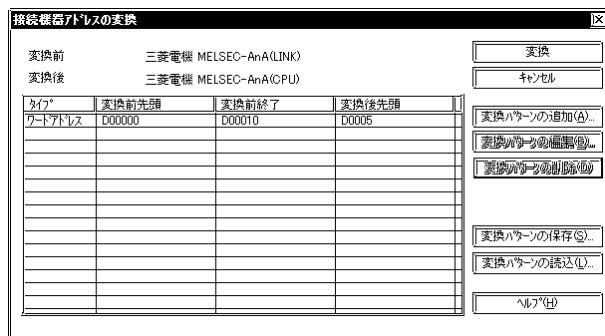 接続機器アドレスの変換
変換前 三菱電機 MELSEC-AnA(LINK)
変換後 三菱電機 MELSEC-AnA(CPU)
タイプ 変換前先頭 変換前終了 変換後先頭
ワードアドレス D00000 D00010 D0005
変換
キャンセル
変換パターンの追加(A)...
変換パターンの編集(E)...
変換パターンの削除(D)
変換パターンの保存(S)...
変換パターンの読込(L)...
ヘルプ(H)